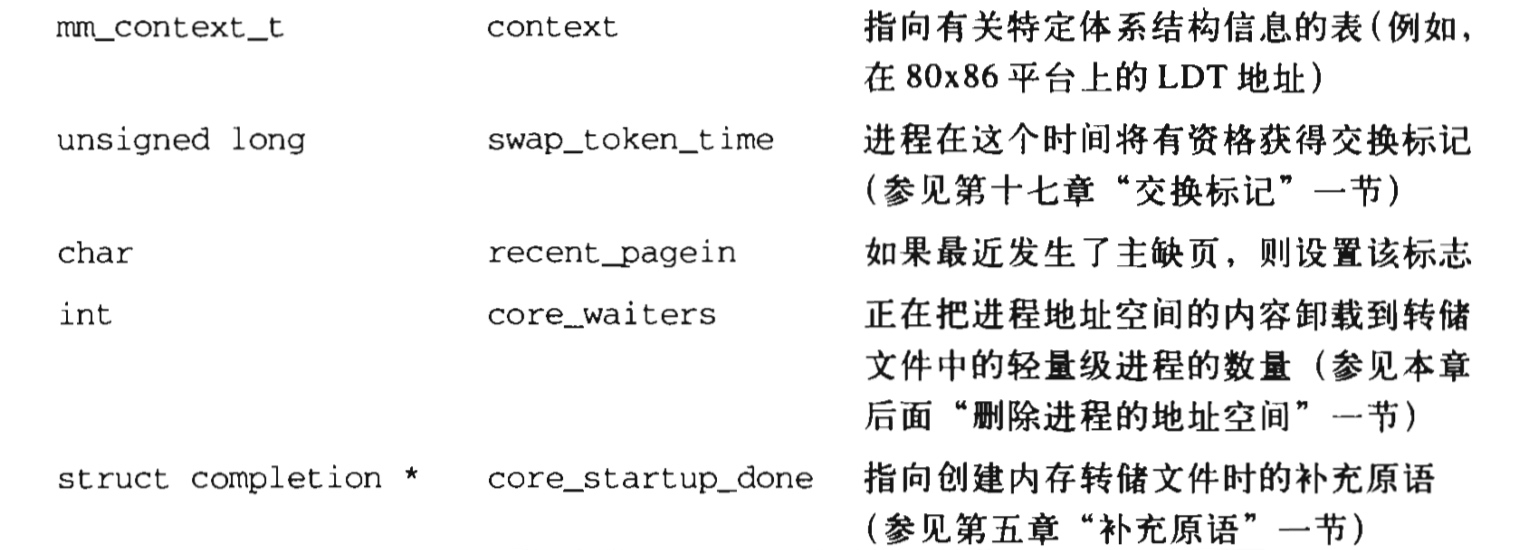 mm_context_t context 指向有关特定体系结构信息的表(例如,
在 80x86 平台上的 LDT 地址)
unsigned long swap_token_time 进程在这个时间将有资格获得交换标记
(参见第十七章“交换标记”一节)
char recent_pagein 如果最近发生了主缺页,则设置该标志
int core_waiters 正在把进程地址空间的内容卸载到转储
文件中的轻量级进程的数量(参见本章
后面“删除进程的地址空间”一节)
struct completion * core_startup_done 指向创建内存转储文件时的补充原语
(参见第五章“补充原语”一节)